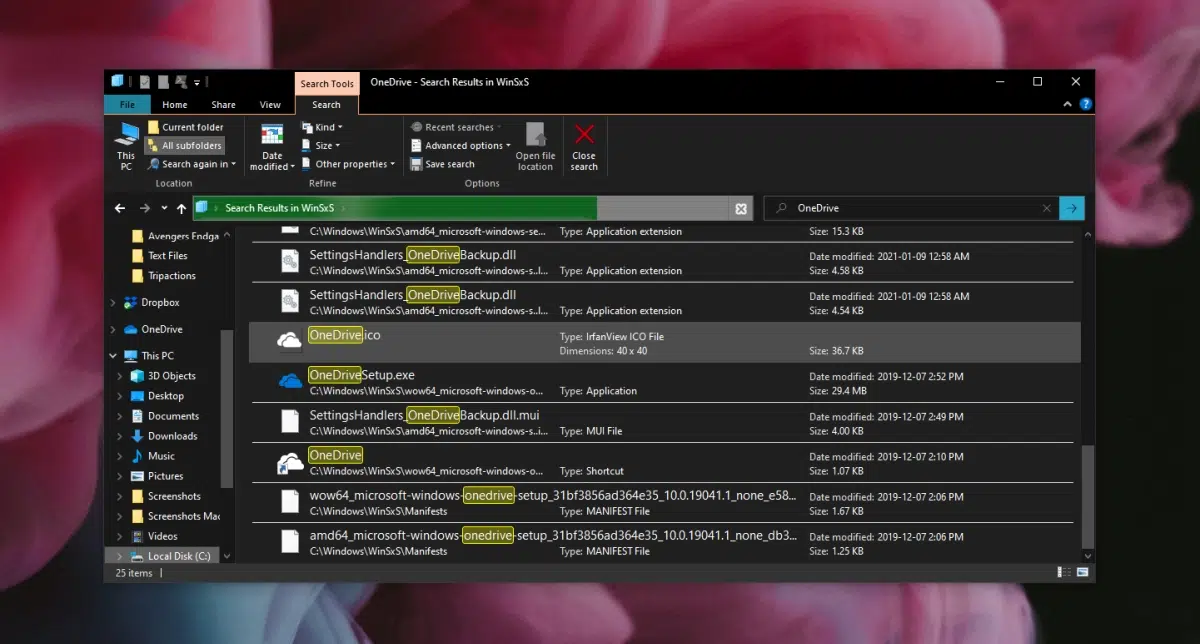 Search Tools
OneDrive - Search Results in WinSxS
File
Home
Share
View
Search
This PC
Current folder
All subfolders
Search again in
Location
Date modified
Kind
Size
Other properties
Refine
Recent searches
Advanced options
Save search
Options
Open file location
Close search
Search Results in WinSxS
OneDrive
Avengers Endga
Text Files
Tripactions
Dropbox
OneDrive
This PC
3D Objects
Desktop
Documents
Downloads
Music
Pictures
Screenshots
Screenshots Mac
Videos
Local Disk (C:)
C:\Windows\WinSxS\amd64_microsoft-windows-se... Type: Application extension Size: 15.3 KB
SettingsHandlers_OneDriveBackup.dll Date modified: 2021-01-09 12:58 AM
C:\Windows\WinSxS\amd64_microsoft-windows-s..l... Type: Application extension Size: 4.58 KB
SettingsHandlers_OneDriveBackup.dll Date modified: 2021-01-09 12:58 AM
C:\Windows\WinSxS\amd64_microsoft-windows-s..l... Type: Application extension Size: 4.54 KB
OneDrive.ico Type: IrfanView ICO File
Dimensions: 40 x 40 Size: 36.7 KB
OneDriveSetup.exe Date modified: 2019-12-07 2:52 PM
C:\Windows\WinSxS\wow64_microsoft-windows-o... Type: Application Size: 29.4 MB
SettingsHandlers_OneDriveBackup.dll.mui Date modified: 2019-12-07 2:49 PM
C:\Windows\WinSxS\amd64_microsoft-windows-s..i... Type: MUI File Size: 4.00 KB
OneDrive Date modified: 2019-12-07 2:10 PM
C:\Windows\WinSxS\wow64_microsoft-windows-o... Type: Shortcut Size: 1.07 KB
wow64_microsoft-windows-onedrive-setup_31bf3856ad364e35_10.0.19041.1_none_e58... Date modified: 2019-12-07 2:06 PM
C:\Windows\WinSxS\Manifests Type: MANIFEST File Size: 1.67 KB
amd64_microsoft-windows-onedrive-setup_31bf3856ad364e35_10.0.19041.1_none_db3... Date modified: 2019-12-07 2:06 PM
C:\Windows\WinSxS\Manifests Type: MANIFEST File Size: 1.25 KB
25 items